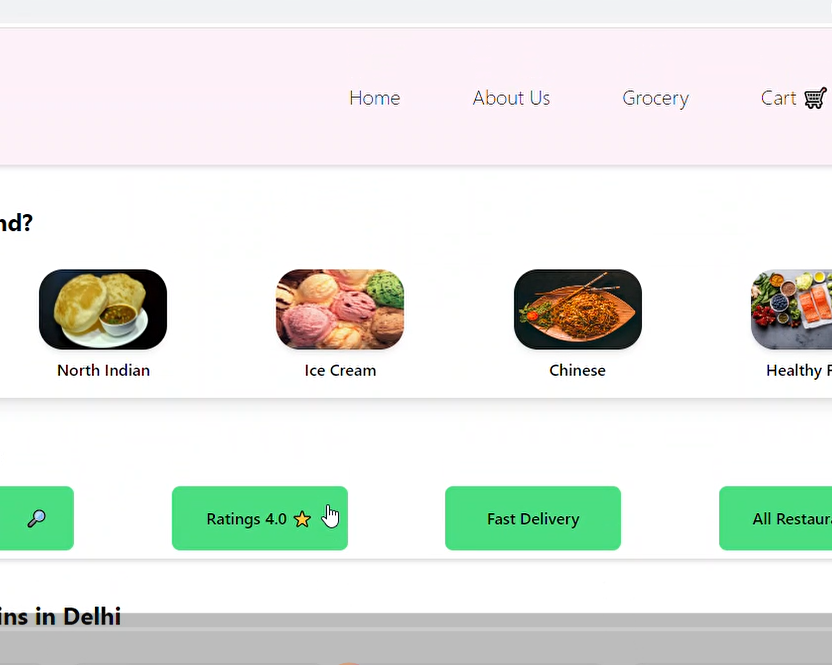 Home About Us Grocery Cart
nd?
North Indian Ice Cream Chinese Healthy F
Ratings 4.0 Fast Delivery All Restaura
ins in Delhi